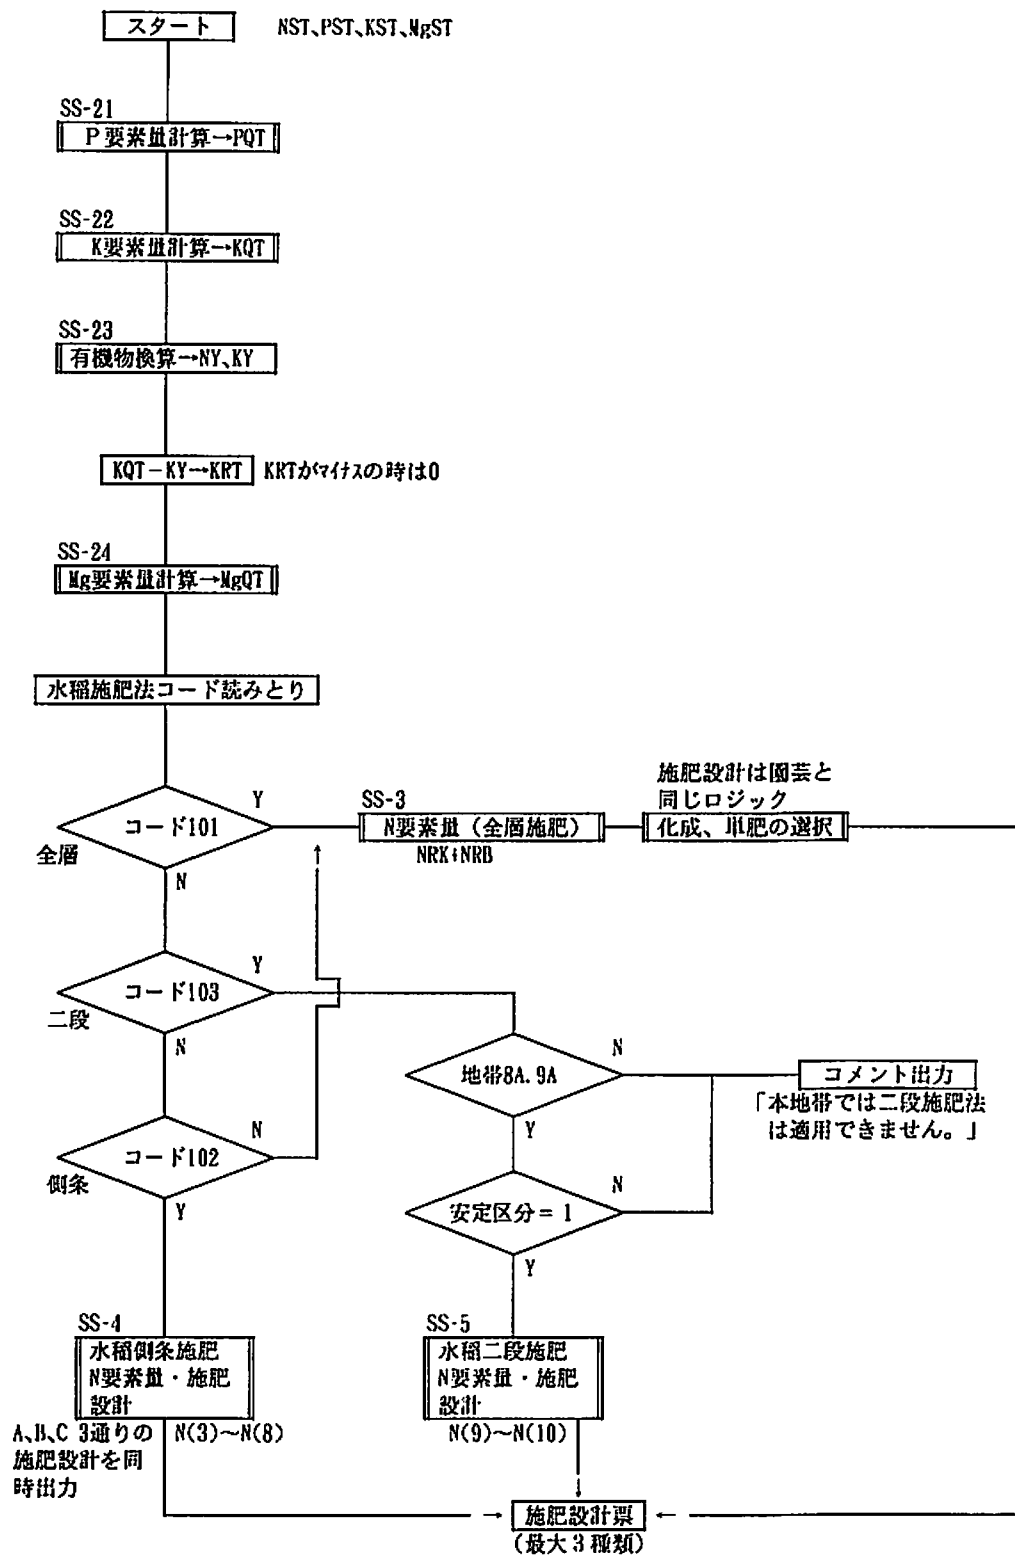 スタート
NST、PST、KST、MgST
SS-21
P要素量計算→PQT
SS-22
K要素量計算→KQT
SS-23
有機物換算→NY、KY
KQT－KY→KRT
KRTがマイナスの時は0
SS-24
Mg要素量計算→MgQT
水稲施肥法コード読みとり
コード101
Y
全層
N
SS-3
N要素量（全層施肥）
NRK+NRB
施肥設計は園芸と
同じロジック
化成、単肥の選択
コード103
Y
二段
N
地帯8A.9A
N
Y
コメント出力
「本地帯では二段施肥法
は適用できません。」
コード102
N
側条
Y
安定区分＝1
N
Y
SS-4
水稲側条施肥
N要素量・施肥
設計
A、B、C 3通りの
施肥設計を同
時出力
N(3)～N(8)
SS-5
水稲二段施肥
N要素量・施肥
設計
N(9)～N(10)
→ 施肥設計票 ←
(最大3種類)